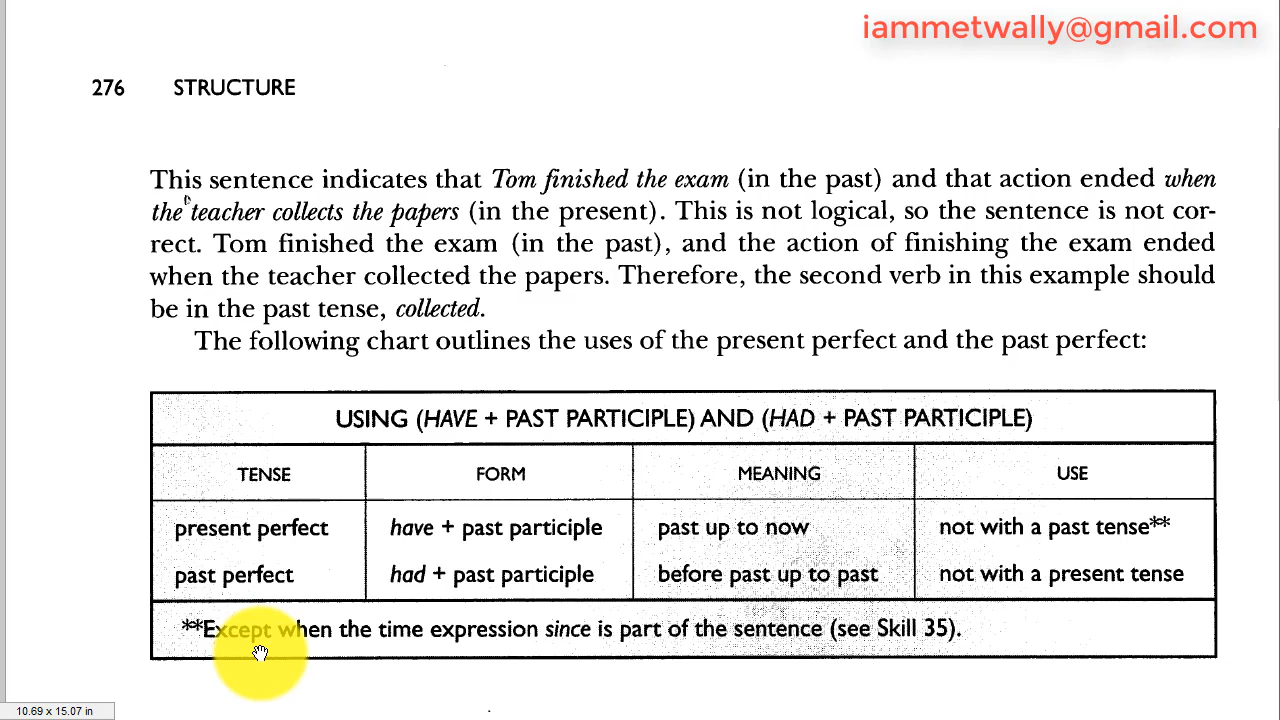 iammetwally@gmail.com
276 STRUCTURE
This sentence indicates that Tom finished the exam (in the past) and that action ended when
the teacher collects the papers (in the present). This is not logical, so the sentence is not cor-
rect. Tom finished the exam (in the past), and the action of finishing the exam ended
when the teacher collected the papers. Therefore, the second verb in this example should
be in the past tense, collected.
The following chart outlines the uses of the present perfect and the past perfect:
USING (HAVE + PAST PARTICIPLE) AND (HAD + PAST PARTICIPLE)
TENSE FORM MEANING USE
present perfect have + past participle past up to now not with a past tense**
past perfect had + past participle before past up to past not with a present tense
**Except when the time expression since is part of the sentence (see Skill 35).
10.69 x 15.07 in